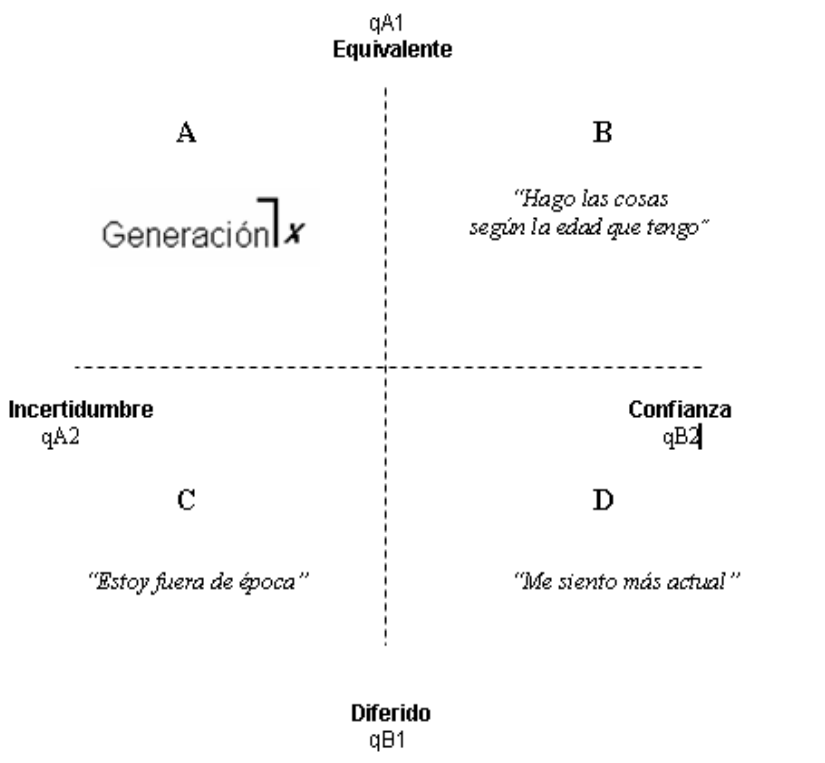 qA1
Equivalente
A
B
"Hago las cosas
según la edad que tengo"
Generación x
Incertidumbre
qA2
Confianza
qB2
C
D
"Estoy fuera de época"
"Me siento más actual"
Diferido
qB1